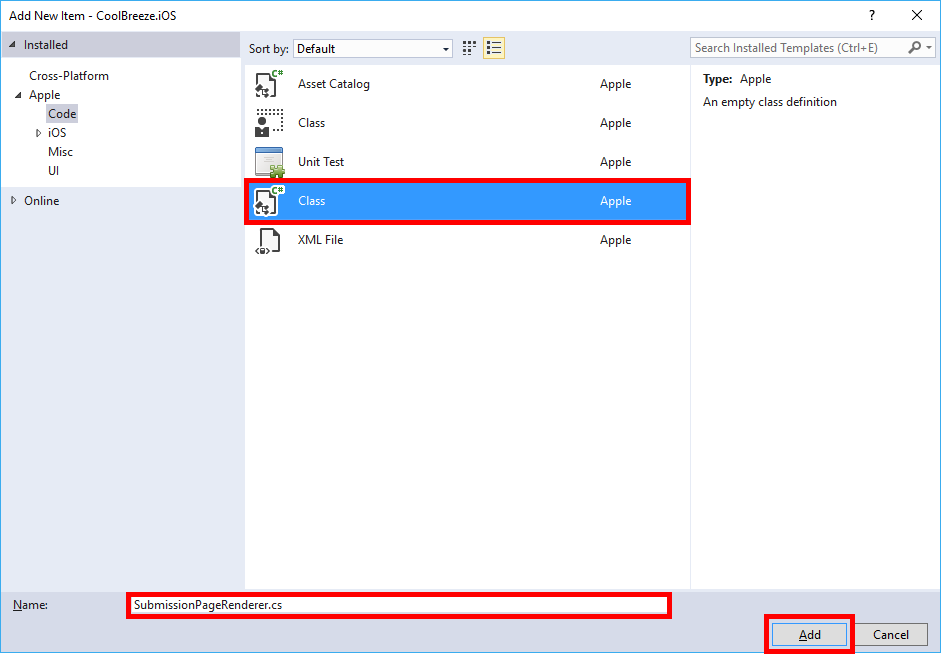 Add New Item - CoolBreeze.iOS ?
Installed
Sort by: Default
Search Installed Templates (Ctrl+E)
Cross-Platform
Apple
Code
iOS
Misc
UI
Online
C# Asset Catalog Apple
Class Apple
Unit Test Apple
C# Class Apple
XML File Apple
Type: Apple
An empty class definition
Name: SubmissionPageRenderer.cs
Add Cancel